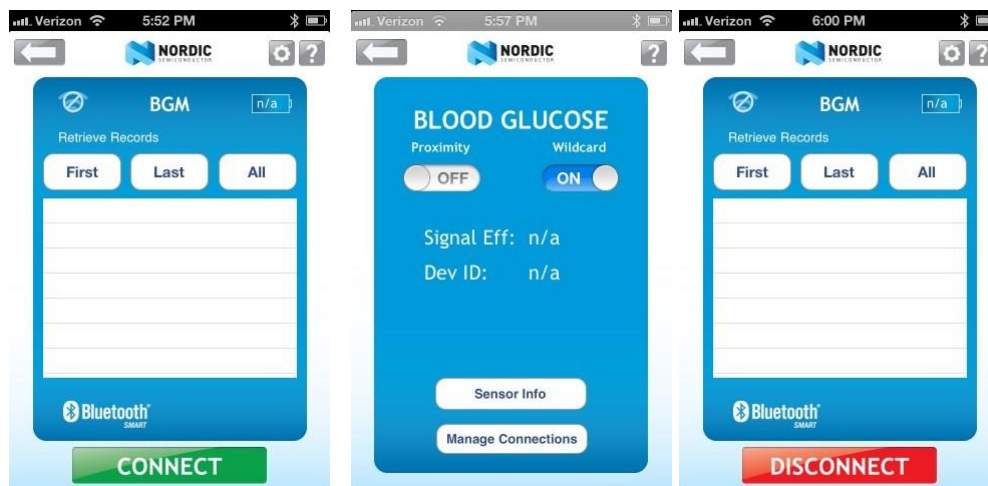 Verizon 5:52 PM
NORDIC
SEMICONDUCTOR
?
BGM n/a
Retrieve Records
First Last All
Bluetooth
SMART
CONNECT
Verizon 5:57 PM
NORDIC
SEMICONDUCTOR
?
BLOOD GLUCOSE
Proximity Wildcard
OFF ON
Signal Eff: n/a
Dev ID: n/a
Sensor Info
Manage Connections
Verizon 6:00 PM
NORDIC
SEMICONDUCTOR
?
BGM n/a
Retrieve Records
First Last All
Bluetooth
SMART
DISCONNECT